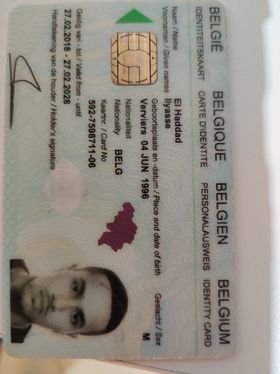 BELGIË BELGIQUE BELGIEN BELGIUM
IDENTITEITSKAART CARTE D'IDENTITE PERSONALAUSWEIS IDENTITY CARD
Naam / Name
El Haddad
Voornamen / Given names
Ilyasse
Geslacht / Sex
M
Geboorteplaats en -datum / Place and date of birth
Verviers 04 JUN 1996
Nationaliteit
Nationality
BELG
Kaartnr. / Card No
592-7598711-06
Geldig van - tot / Valid from - until
27.02.2018 - 27.02.2028
Handtekening van de houder / Holder's signature